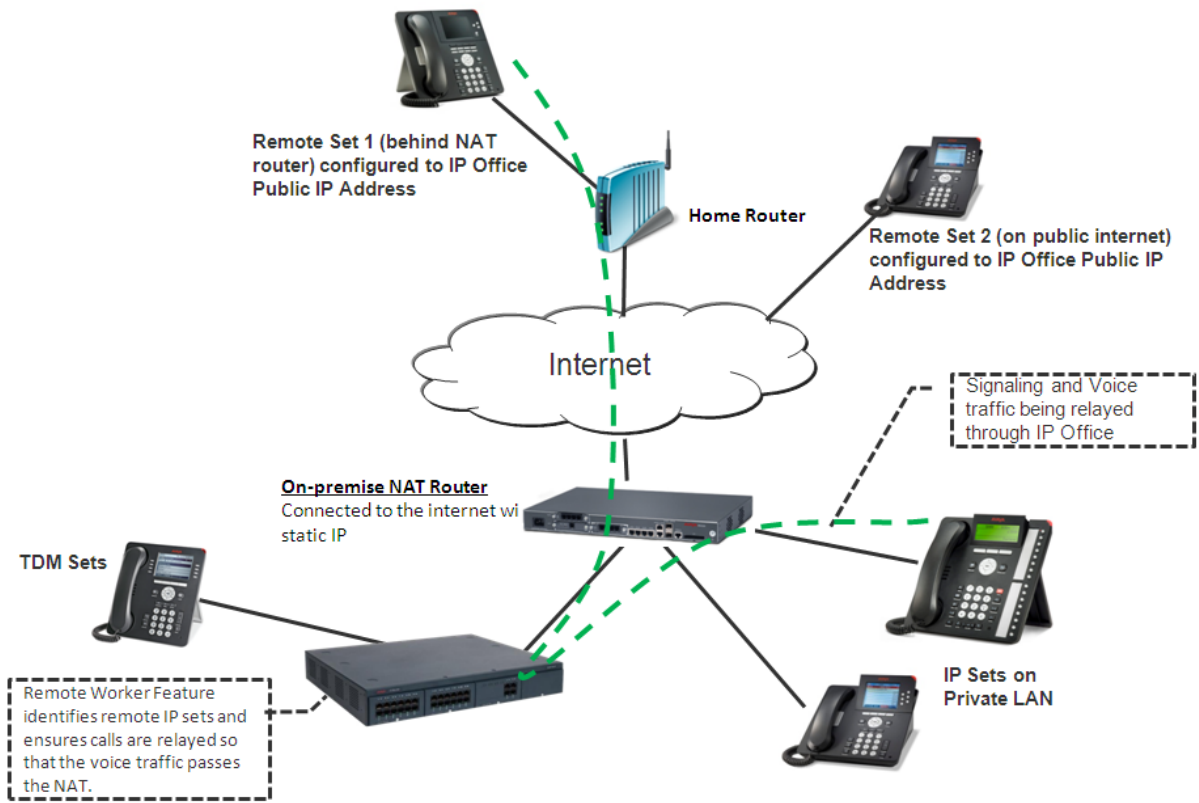 Remote Set 1 (behind NAT
router) configured to IP Office
Public IP Address
Home Router
Remote Set 2 (on public internet)
configured to IP Office Public IP
Address
Internet
Signaling and Voice
traffic being relayed
through IP Office
On-premise NAT Router
Connected to the internet wi
static IP
TDM Sets
IP Sets on
Private LAN
Remote Worker Feature
identifies remote IP sets and
ensures calls are relayed so
that the voice traffic passes
the NAT.